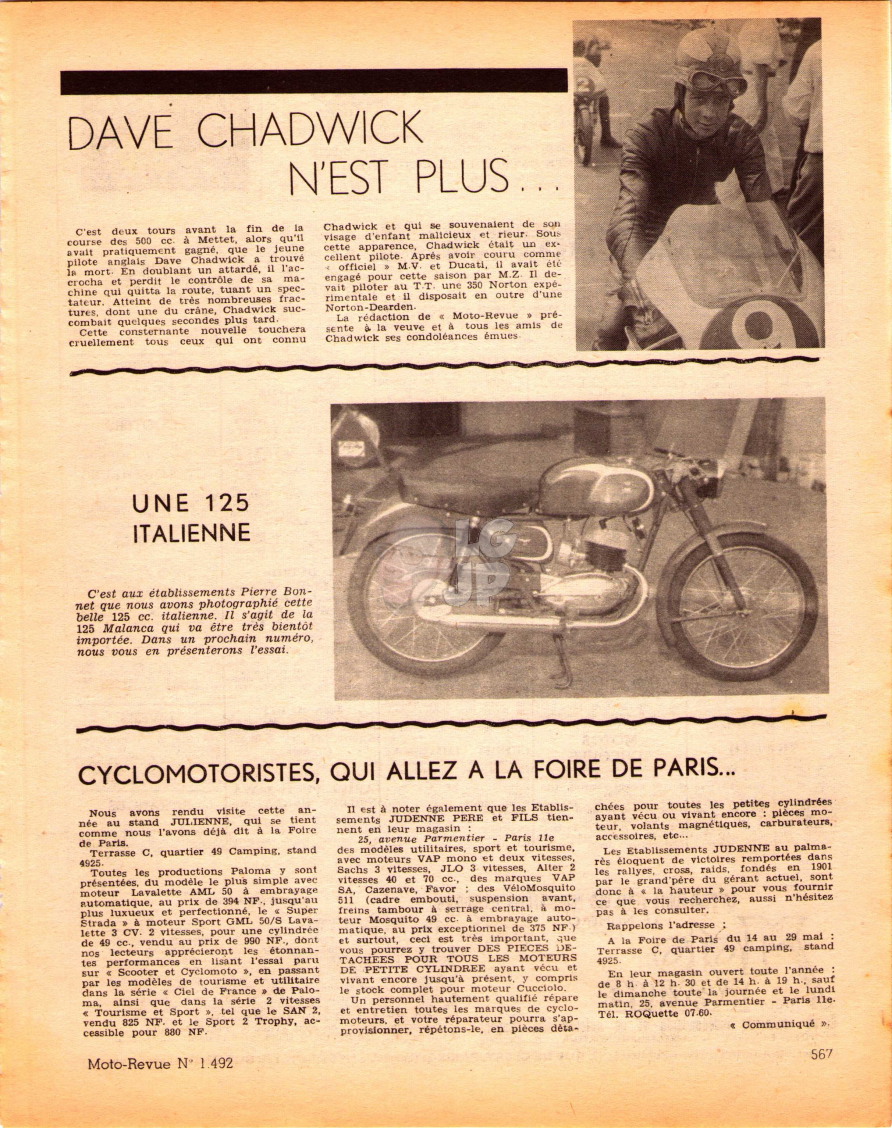 DAVE CHADWICK
N'EST PLUS...
C'est deux tours avant la fin de la
course des 500 cc. à Mettet, alors qu'il
avait pratiquement gagné, que le jeune
pilote anglais Dave Chadwick a trouvé
la mort. En doublant un attardé, il l'ac-
crocha et perdit le contrôle de sa ma-
chine qui quitta la route, tuant un spec-
tateur. Atteint de très nombreuses frac-
tures, dont une du crâne, Chadwick suc-
combait quelques secondes plus tard.
Cette consternante nouvelle touchera
cruellement tous ceux qui ont connu
Chadwick et qui se souvenaient de son
visage d'enfant malicieux et rieur. Sous
cette apparence, Chadwick était un ex-
cellent pilote. Après avoir couru comme
« officiel » M.V. et Ducati, il avait été
engagé pour cette saison par M.Z. Il de-
vait piloter au T.T. une 350 Norton expé-
rimentale et il disposait en outre d'une
Norton-Dearden.
La rédaction de « Moto-Revue » pré-
sente à la veuve et à tous les amis de
Chadwick ses condoléances émues.
9
UNE 125
ITALIENNE
C'est aux établissements Pierre Bon-
net que nous avons photographié cette
belle 125 cc. italienne. Il s'agit de la
125 Malanca qui va être très bientôt
importée. Dans un prochain numéro,
nous vous en présenterons l'essai.
JG
JP
CYCLOMOTORISTES, QUI ALLEZ A LA FOIRE DE PARIS...
Nous avons rendu visite cette an-
née au stand JULIENNE, qui se tient
comme nous l'avons déjà dit à la Foire
de Paris.
Terrasse C, quartier 49 Camping, stand
4925.
Toutes les productions Paloma y sont
présentées, du modèle le plus simple avec
moteur Lavalette AML 50 à embrayage
automatique, au prix de 394 NF., jusqu'au
plus luxueux et perfectionné, le « Super
Strada » à moteur Sport GML 50/S Lava-
lette 3 CV. 2 vitesses, pour une cylindrée
de 49 cc., vendu au prix de 990 NF., dont
nos lecteurs apprécieront les étonnan-
tes performances en lisant l'essai paru
sur « Scooter et Cyclomoto », en passant
par les modèles de tourisme et utilitaire
dans la série « Ciel de France » de Palo-
ma, ainsi que dans la série 2 vitesses
« Tourisme et Sport », tel que le SAN 2,
vendu 825 NF. et le Sport 2 Trophy, ac-
cessible pour 880 NF.
Il est à noter également que les Etablis-
sements JUDENNE PERE et FILS tien-
nent en leur magasin :
25, avenue Parmentier - Paris 11e
des modèles utilitaires, sport et tourisme,
avec moteurs VAP mono et deux vitesses,
Sachs 3 vitesses, JLO 3 vitesses, Alter 2
vitesses 40 et 70 cc., des marques VAP
SA, Cazenave, Favor ; des VéloMosquito
511 (cadre embouti, suspension avant,
freins tambour à serrage central, à mo-
teur Mosquito 49 cc. à embrayage auto-
matique, au prix exceptionnel de 375 NF.)
et surtout, ceci est très important, que
vous pourrez y trouver DES PIECES DE-
TACHEES POUR TOUS LES MOTEURS
DE PETITE CYLINDREE ayant vécu et
vivant encore jusqu'à présent, y compris
le stock complet pour moteur Cucciolo.
Un personnel hautement qualifié répare
et entretien toutes les marques de cyclo-
moteurs, et votre réparateur pourra s'ap-
provisionner, répétons-le, en pièces déta-
chées pour toutes les petites cylindrées
ayant vécu ou vivant encore : pièces mo-
teur, volants magnétiques, carburateurs,
accessoires, etc...
Les Etablissements JUDENNE au palma-
rès éloquent de victoires remportées dans
les rallyes, cross, raids, fondés en 1901
par le grand'père du gérant actuel, sont
donc à « la hauteur » pour vous fournir
ce que vous recherchez, aussi n'hésitez
pas à les consulter.
Rappelons l'adresse :
A la Foire de Paris du 14 au 29 mai :
Terrasse C, quartier 49 camping, stand
4925.
En leur magasin ouvert toute l'année :
de 8 h. à 12 h. 30 et de 14 h. à 19 h., sauf
le dimanche toute la journée et le lundi
matin, 25, avenue Parmentier - Paris 11e.
Tél. ROQuette 07-60.
« Communiqué ».
Moto-Revue N° 1.492
567